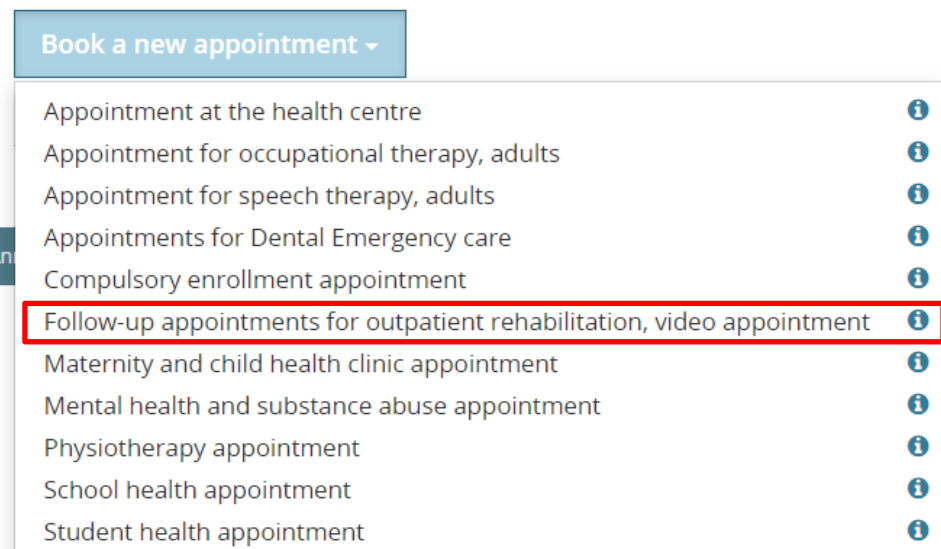 Book a new appointment
Appointment at the health centre
Appointment for occupational therapy, adults
Appointment for speech therapy, adults
Appointments for Dental Emergency care
Compulsory enrollment appointment
Follow-up appointments for outpatient rehabilitation, video appointment
Maternity and child health clinic appointment
Mental health and substance abuse appointment
Physiotherapy appointment
School health appointment
Student health appointment